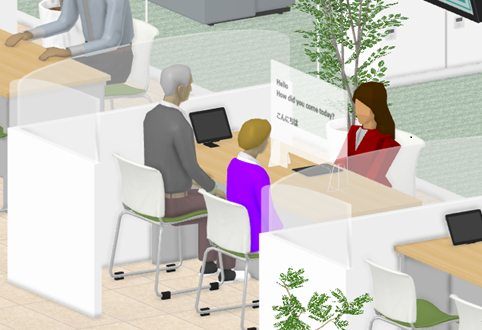 Hello
How did you come today?
こんにちは